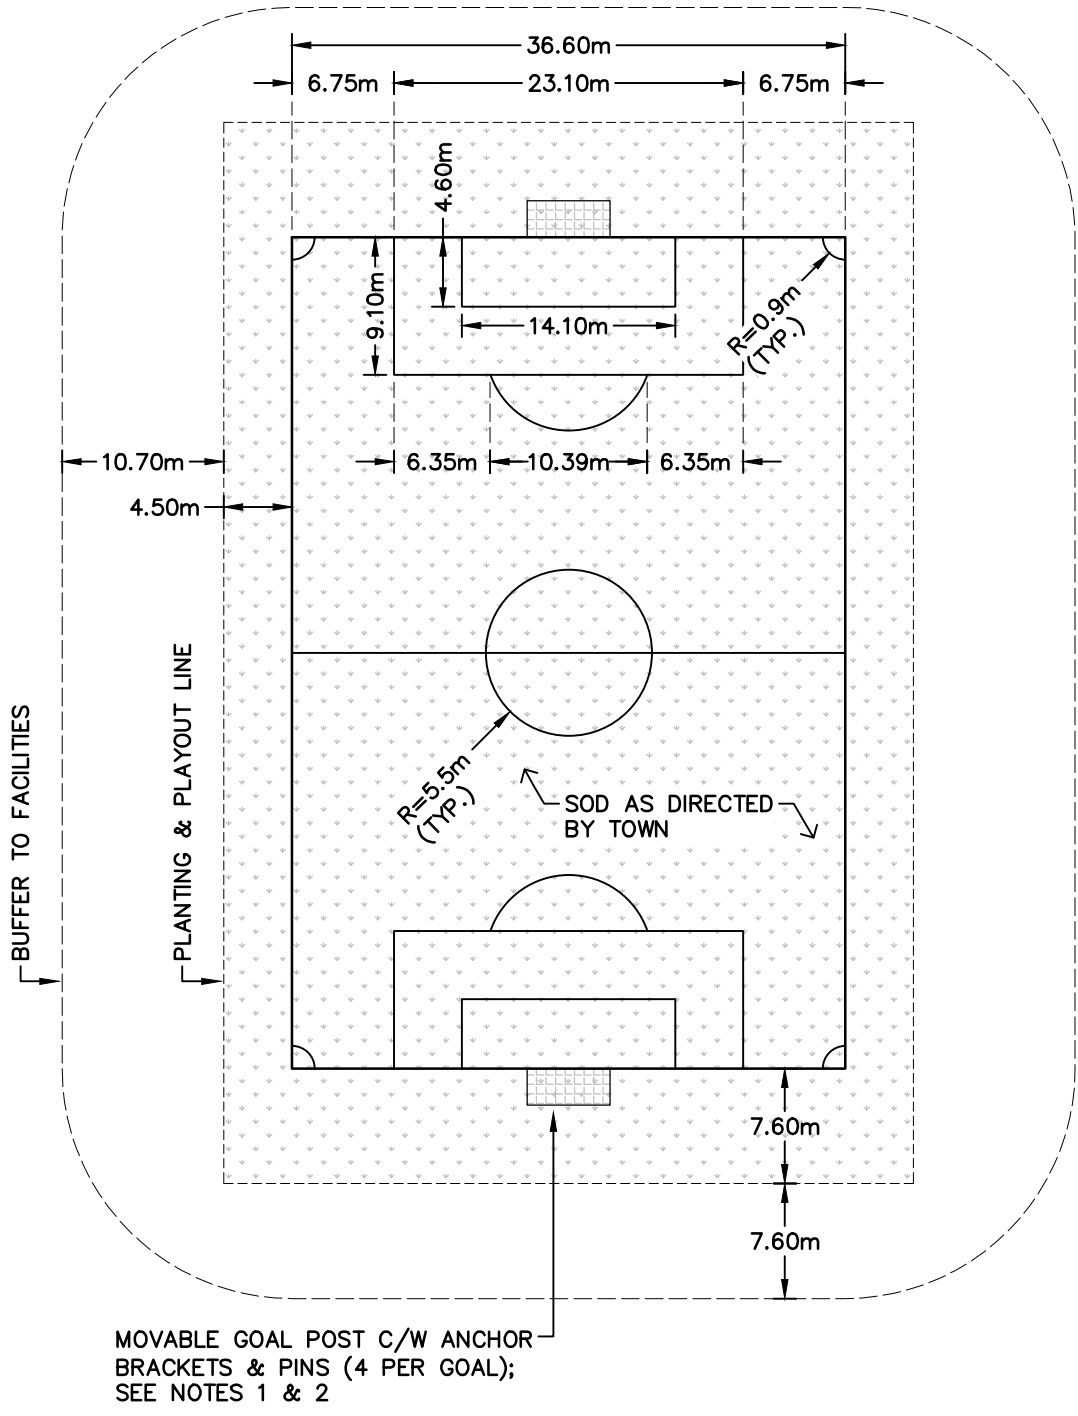 36.60m
6.75m
23.10m
6.75m
4.60m
9.10m
14.10m
R=0.9m
(TYP.)
6.35m
10.39m
6.35m
10.70m
4.50m
BUFFER TO FACILITIES
PLANTING & PLAYOUT LINE
R=5.5m
(TYP.)
SOD AS DIRECTED
BY TOWN
7.60m
7.60m
MOVABLE GOAL POST C/W ANCHOR
BRACKETS & PINS (4 PER GOAL);
SEE NOTES 1 & 2